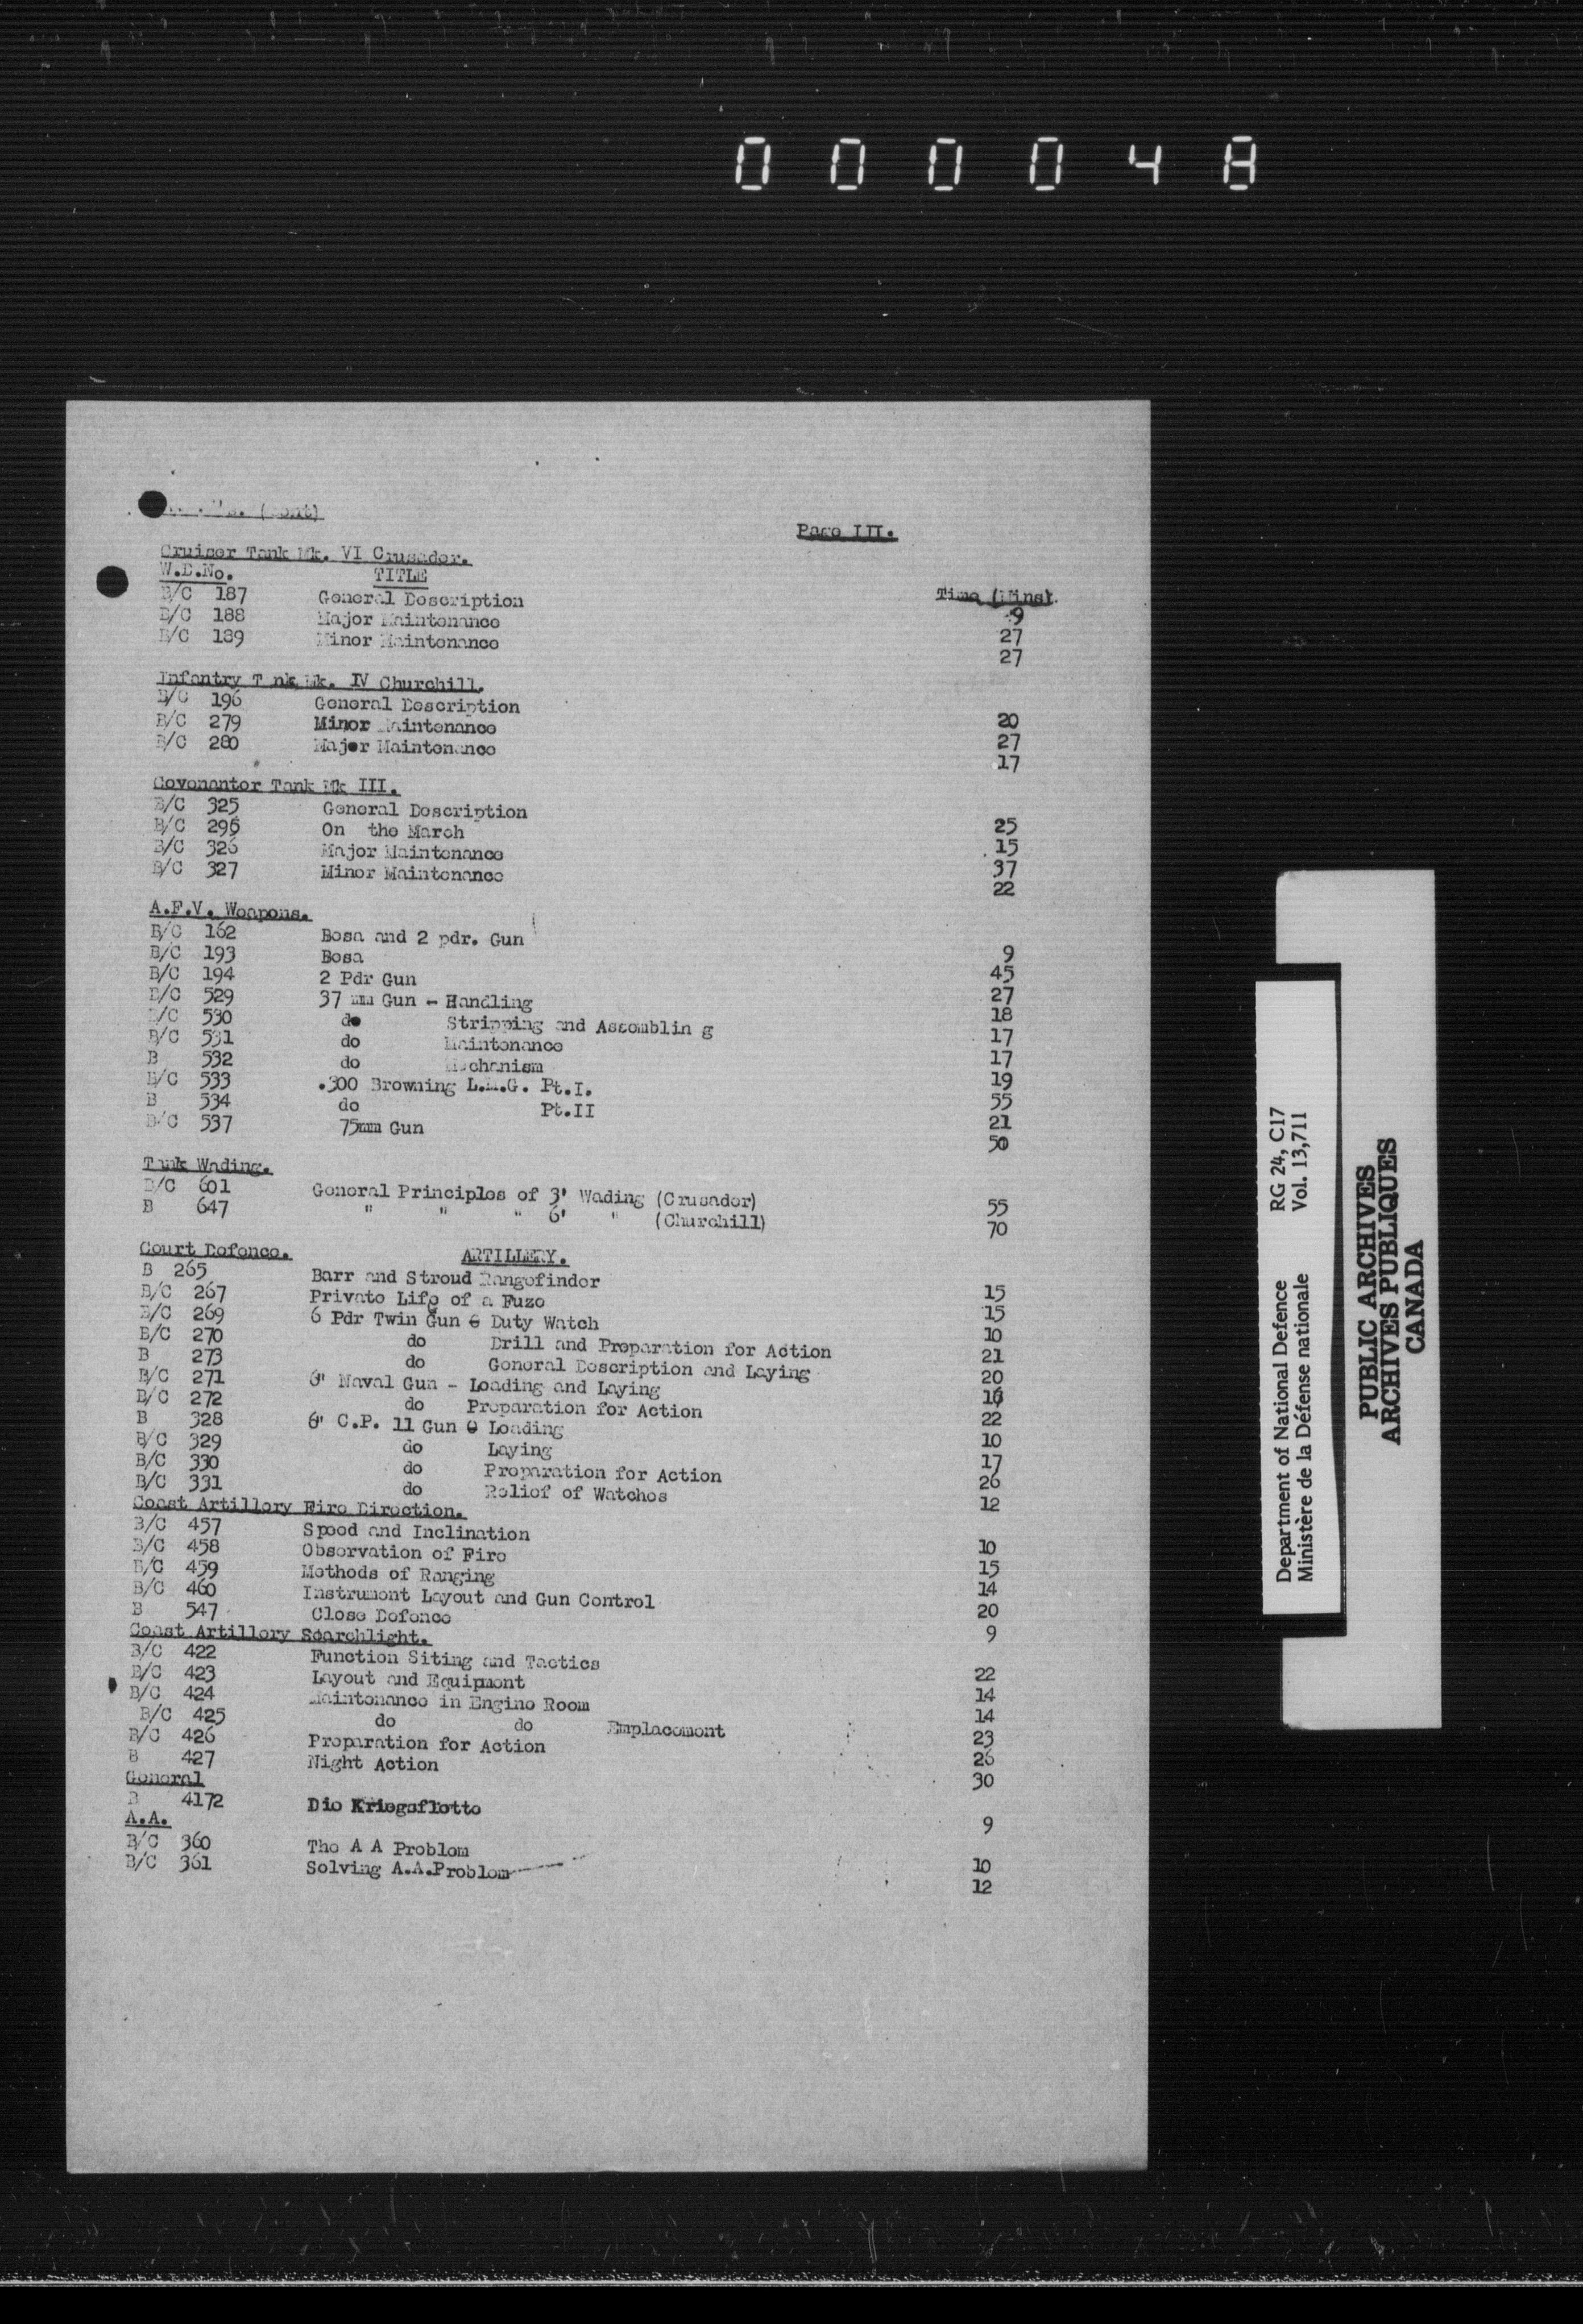 000048
(Cont)
Page III.
Cruiser Tank Mk. VI Crusader.
W.D.No. TITLE Time (Mins).
B/C 187 General Description 9
B/C 188 Major Maintenance 27
B/C 189 Minor Maintenance 27
Infantry T nk Mk. IV Churchill.
B/C 196 General Description 20
B/C 279 Minor Maintenance 27
B/C 280 Major Maintenance 17
Covenantor Tank Mk III.
B/C 325 General Description 25
B/C 296 On the March 15
B/C 326 Major Maintenance 37
B/C 327 Minor Maintenance 22
A.F.V. Weapons.
B/C 162 Besa and 2 pdr. Gun 9
B/C 193 Besa 45
B/C 194 2 Pdr Gun 27
B/C 529 37 mm Gun - Handling 18
B/C 530 do Stripping and Assemblin g 17
B/C 531 do Maintenance 17
B 532 do Mechanism 19
B/C 533 .300 Browning L.M.G. Pt.I. 55
B 534 do Pt.II 21
B/C 537 75mm Gun 50
Tank Wading.
B/C 601 General Principles of 3' Wading (Crusader) 55
B 647 " " " 6' " (Churchill) 70
Court Defence. ARTILLERY.
B 265 Barr and Stroud Rangefinder 15
B/C 267 Private Life of a Fuze 15
B/C 269 6 Pdr Twin Gun 6 Duty Watch 10
B/C 270 do Drill and Preparation for Action 21
B 273 do General Description and Laying 20
B/C 271 6" Naval Gun - Loading and Laying
B/C 272 do Preparation for Action 22
B 328 6" C.P. 11 Gun 0 Loading 10
B/C 329 do Laying 17
B/C 330 do Preparation for Action 26
B/C 331 do Relief of Watches 12
Coast Artillery Fire Direction.
B/C 457 Speed and Inclination 10
B/C 458 Observation of Fire 15
B/C 459 Methods of Ranging 14
B/C 460 Instrument Layout and Gun Control 20
B 547 Close Defence 9
Coast Artillery Searchlight.
B/C 422 Function Siting and Tactics 22
B/C 423 Layout and Equipment 14
B/C 424 Maintenance in Engine Room 14
B/C 425 do do Emplacement 23
B/C 426 Preparation for Action 26
B 427 Night Action 30
General
B 4172 Die Kriegsflotte 9
A.A.
B/C 360 The A A Problem 10
B/C 361 Solving A.A.Problem 12
Department of National Defence RG 24, C17
Ministère de la Défense nationale Vol. 13,711
PUBLIC ARCHIVES
ARCHIVES PUBLIQUES
CANADA